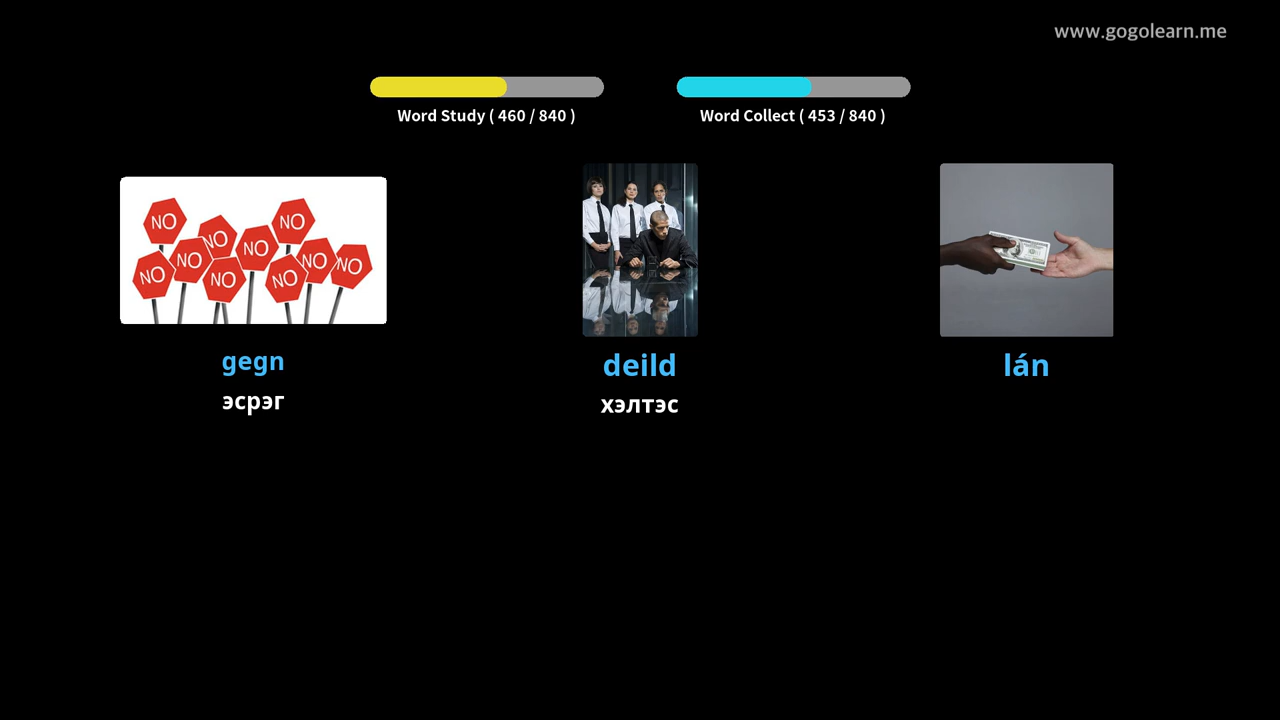 www.gogolearn.me
Word Study ( 460 / 840 )
Word Collect ( 453 / 840 )
NO
NO
NO
NO
NO
NO
NO
NO
NO
gegn
эсрэг
deild
хэлтэс
lán